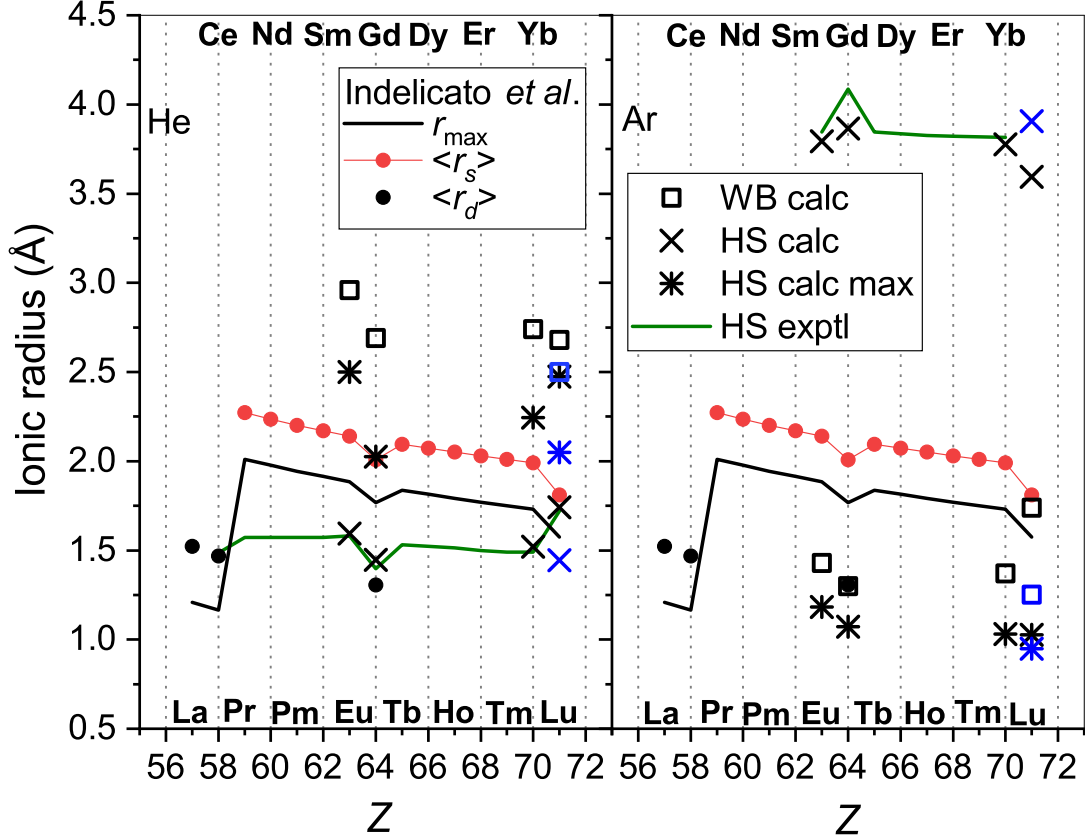 Ce Nd Sm Gd Dy Er Yb
Ce Nd Sm Gd Dy Er Yb
4.5
4.0
3.5
3.0
2.5
2.0
1.5
1.0
0.5
Ionic radius (Å)
He
Indelicato et al.
r_max
<r_s>
<r_d>
Ar
WB calc
HS calc
HS calc max
HS exptl
La Pr Pm Eu Tb Ho Tm Lu
La Pr Pm Eu Tb Ho Tm Lu
56 58 60 62 64 66 68 70 72
56 58 60 62 64 66 68 70 72
Z
Z